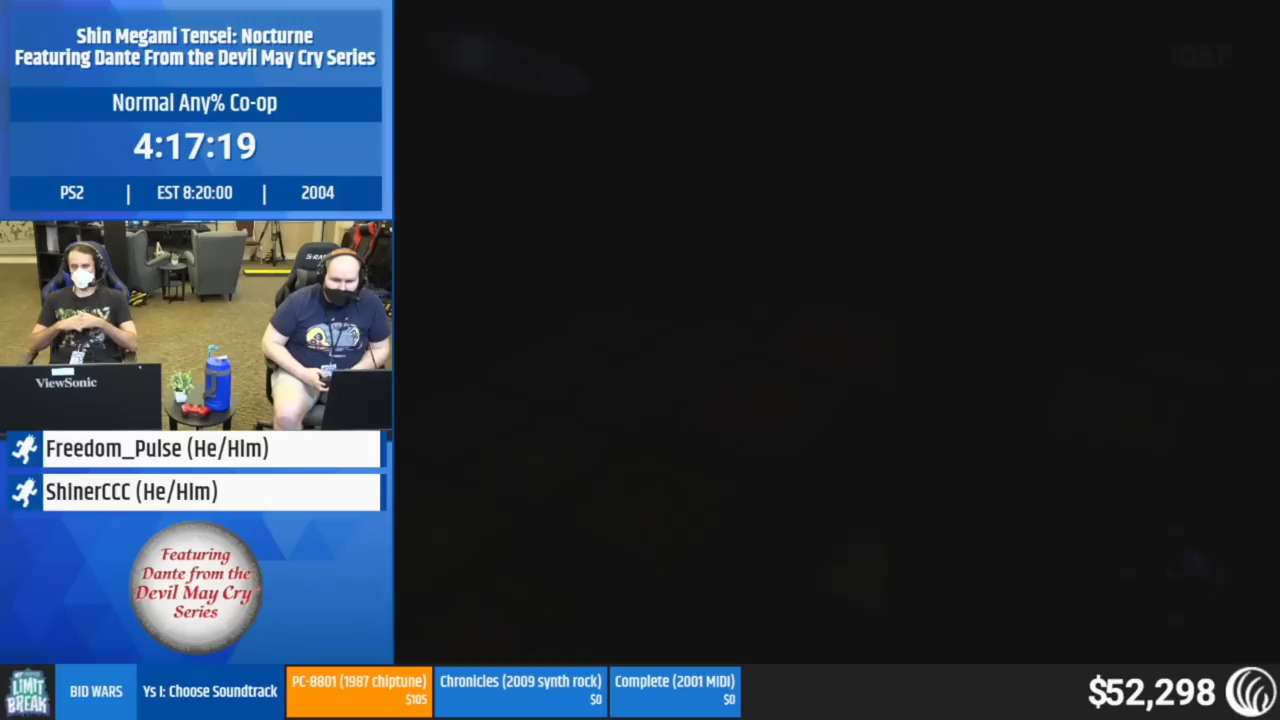 Shin Megami Tensei: Nocturne
Featuring Dante From the Devil May Cry Series
Normal Any% Co-op
4:17:19
PS2 | EST 8:20:00 | 2004
ViewSonic
Freedom_Pulse (He/Him)
ShinerCCC (He/Him)
Featuring
Dante from the
Devil May Cry
Series
LIMIT
BREAK
BID WARS
Ys I: Choose Soundtrack
PC-8801 (1987 chiptune)
$105
Chronicles (2009 synth rock)
$0
Complete (2001 MIDI)
$0
$52,298